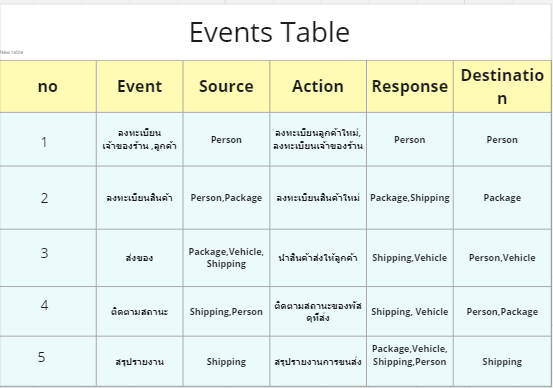 Events Table
New table
no
Event
Source
Action
Response
Destinatio
n
1
ลงทะเบียน
เจ้าของร้าน ,ลูกค้า
Person
ลงทะเบียนลูกค้าใหม่,
ลงทะเบียนเจ้าของร้าน
Person
Person
2
ลงทะเบียนสินค้า
Person,Package
ลงทะเบียนสินค้าใหม่
Package,Shipping
Package
3
ส่งของ
Package,Vehicle,
Shipping
นำสินค้าส่งให้ลูกค้า
Shipping,Vehicle
Person,Vehicle
4
ติดตามสถานะ
Shipping,Person
ติดตามสถานะของพัส
ดุที่ส่ง
Shipping, Vehicle
Person,Package
5
สรุปรายงาน
Shipping
สรุปรายงานการขนส่ง
Package,Vehicle,
Shipping,Person
Shipping